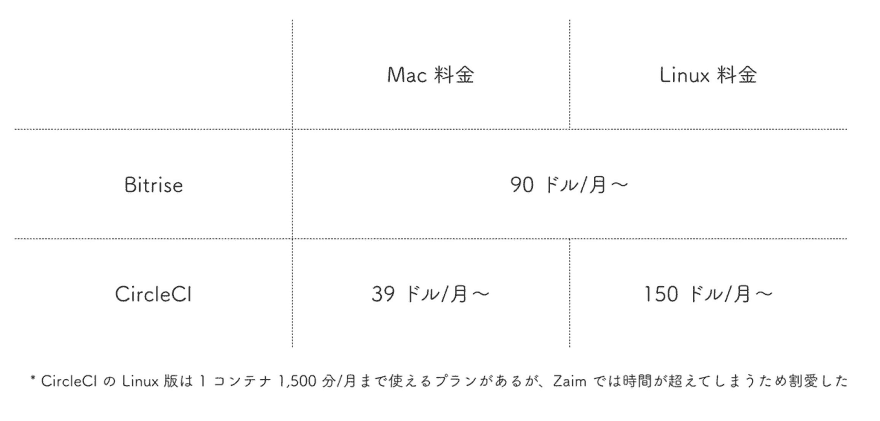 Mac 料金 Linux 料金
Bitrise 90 ドル/月〜
CircleCI 39 ドル/月〜 150 ドル/月〜
* CircleCI の Linux 版は 1 コンテナ 1,500 分/月まで使えるプランがあるが、Zaim では時間が超えてしまうため割愛した